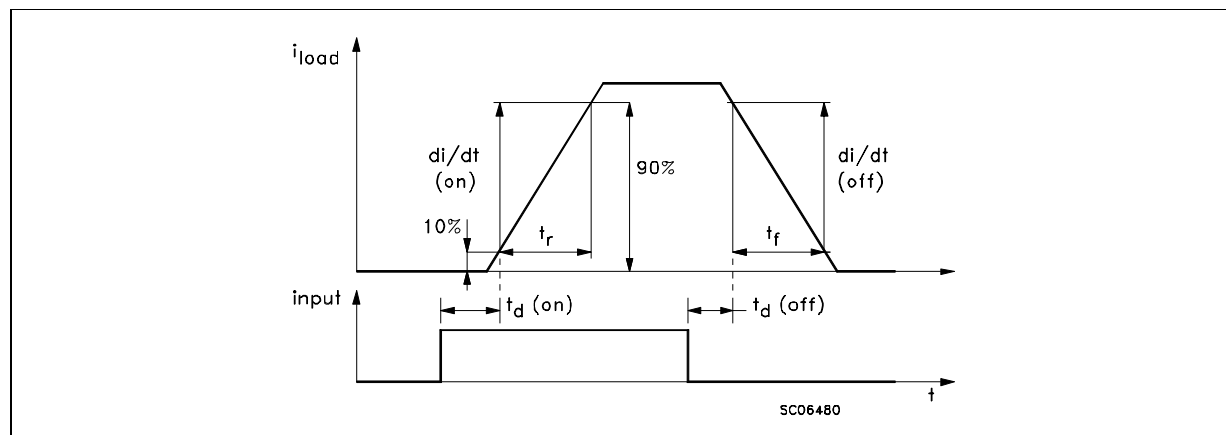 i_load
di/dt
(on)
90%
di/dt
(off)
10%
t_r
t_f
input
t_d (on)
t_d (off)
t
SC06480